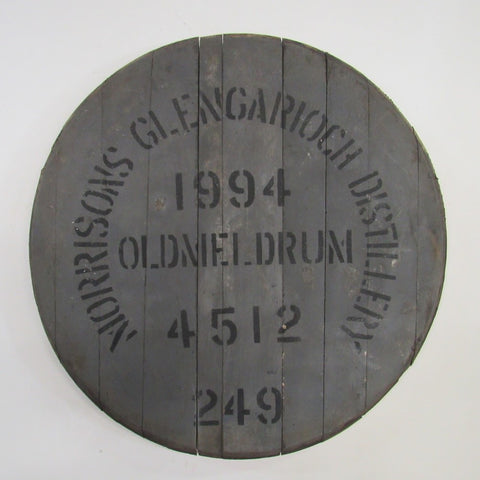 MORRISONS GLENGARIOCH DISTILLERY
1994
OLDMELDRUM
4512
249